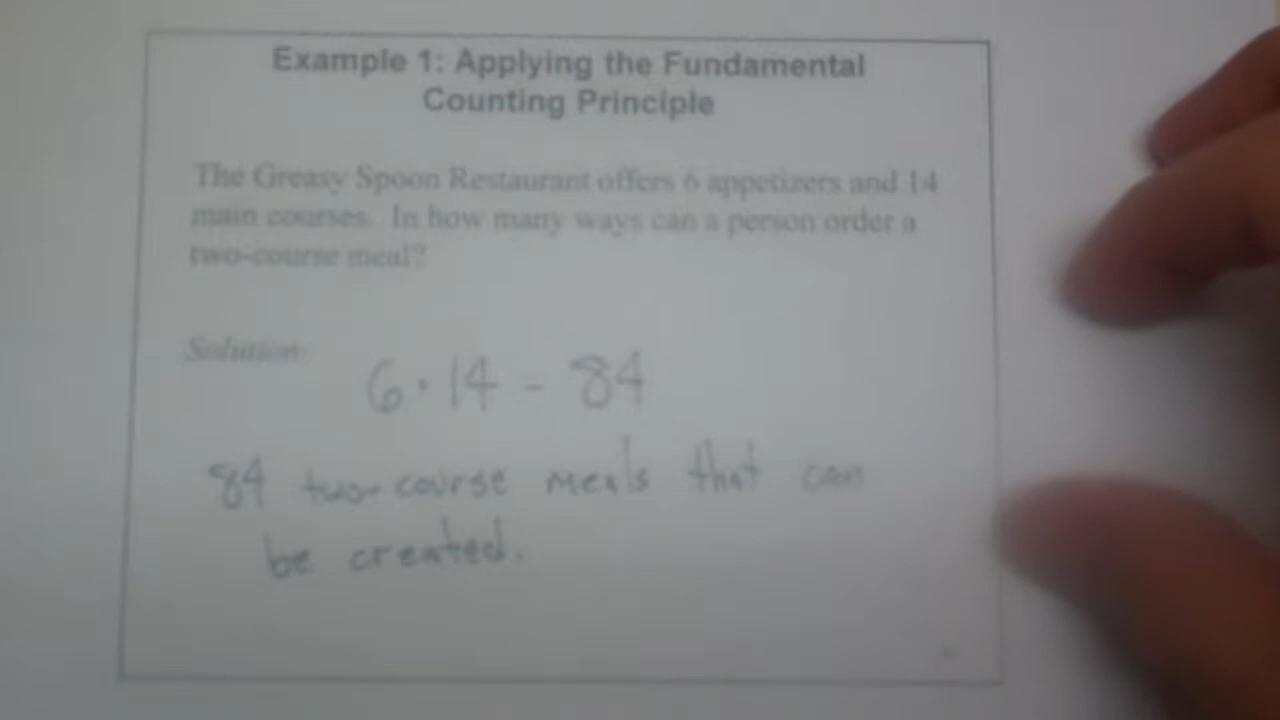 Example 1: Applying the Fundamental
Counting Principle
The Greasy Spoon Restaurant offers 6 appetizers and 14
main courses. In how many ways can a person order a
two-course meal?
Solution
6 · 14 = 84
84 two-course meals that can
be created.